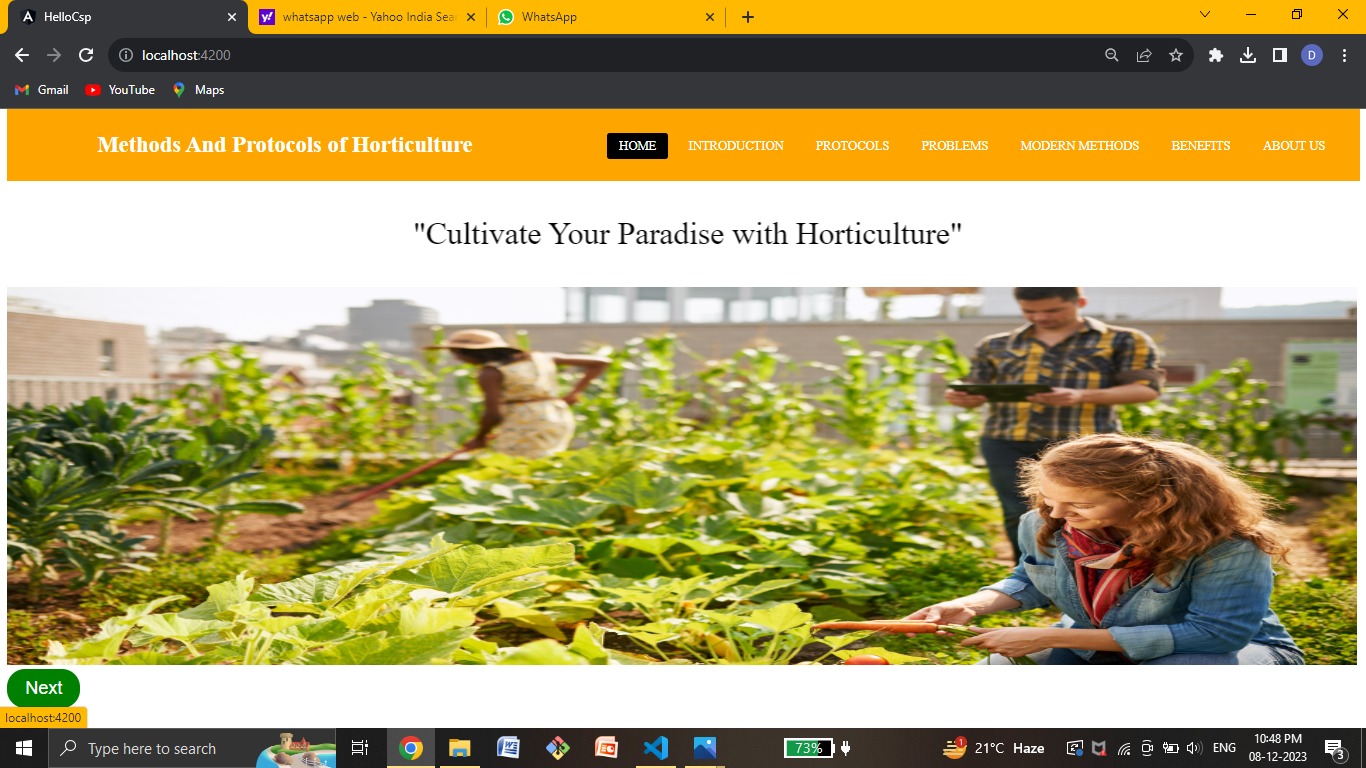 HelloCsp
whatsapp web - Yahoo India Sear
WhatsApp
localhost:4200
D
Gmail
YouTube
Maps
Methods And Protocols of Horticulture
HOME
INTRODUCTION
PROTOCOLS
PROBLEMS
MODERN METHODS
BENEFITS
ABOUT US
"Cultivate Your Paradise with Horticulture"
Next
localhost:4200
Type here to search
73%
1
21°C Haze
ENG
10:48 PM
08-12-2023
3